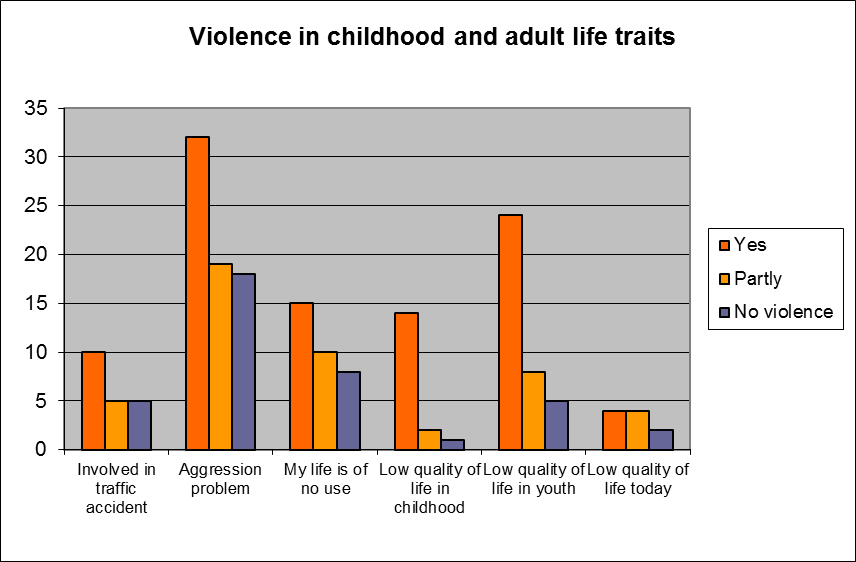 Violence in childhood and adult life traits
35
30
25
20
15
10
5
0
Yes
Partly
No violence
Involved in
traffic
accident
Aggression
problem
My life is of
no use
Low quality of
life in
childhood
Low quality of
life in youth
Low quality of
life today